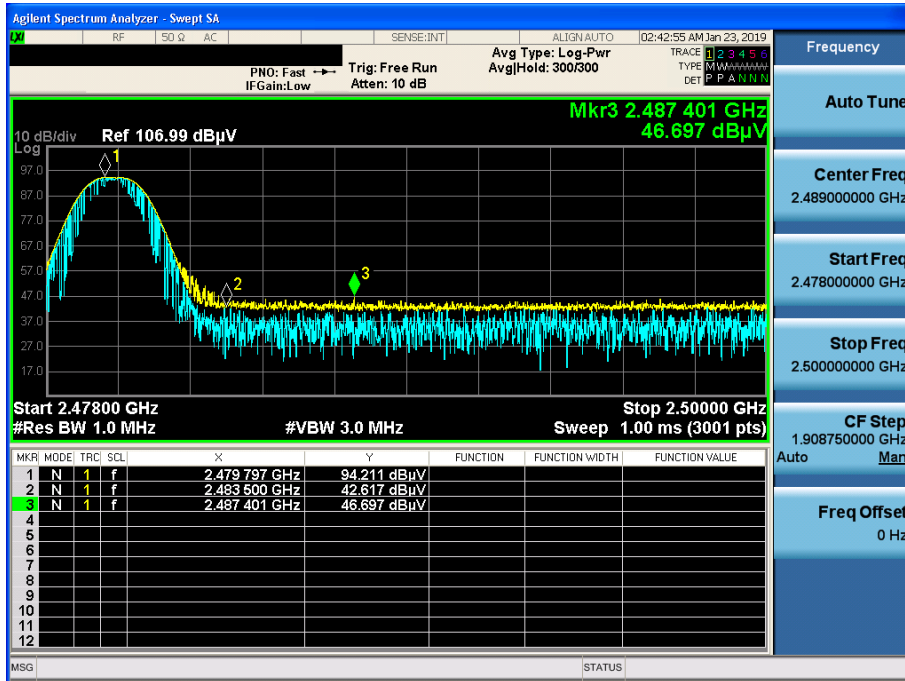 Agilent Spectrum Analyzer - Swept SA
LXI RF 50 Ω AC SENSE:INT ALIGN AUTO 02:42:55 AM Jan 23, 2019
PNO: Fast Trig: Free Run Avg Type: Log-Pwr TRACE 1 2 3 4 5 6
IFGain:Low Atten: 10 dB Avg|Hold: 300/300 TYPE M W
DET P P A N N N
Mkr3 2.487 401 GHz
46.697 dBµV
10 dB/div Ref 106.99 dBµV
Log
97.0
87.0
77.0
67.0
57.0
47.0
37.0
27.0
17.0
1
2
3
Start 2.47800 GHz Stop 2.50000 GHz
#Res BW 1.0 MHz #VBW 3.0 MHz Sweep 1.00 ms (3001 pts)
MKR MODE TRC SCL X Y FUNCTION FUNCTION WIDTH FUNCTION VALUE
1 N 1 f 2.479 797 GHz 94.211 dBµV
2 N 1 f 2.483 500 GHz 42.617 dBµV
3 N 1 f 2.487 401 GHz 46.697 dBµV
4
5
6
7
8
9
10
11
12
MSG STATUS
Frequency
Auto Tune
Center Freq
2.489000000 GHz
Start Freq
2.478000000 GHz
Stop Freq
2.500000000 GHz
CF Step
1.908750000 GHz
Auto Man
Freq Offset
0 Hz